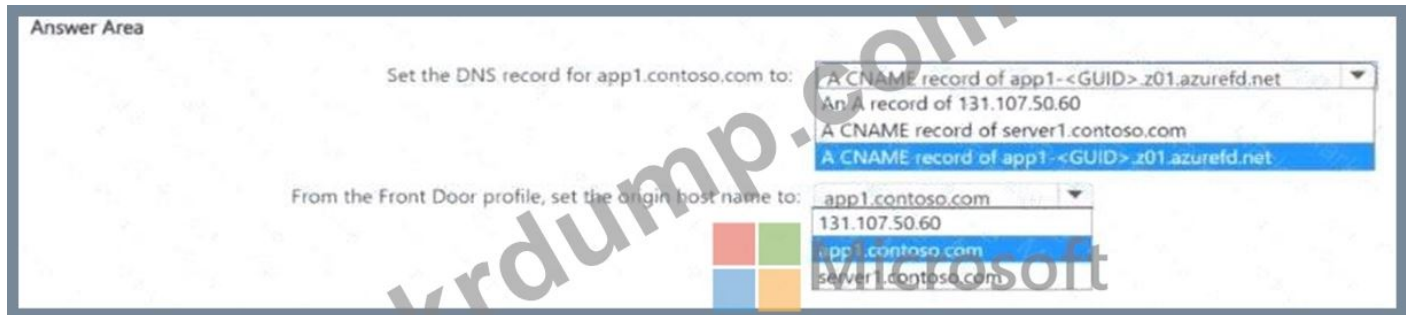 Answer Area
Set the DNS record for app1.contoso.com to:
A CNAME record of app1-<GUID>.z01.azurefd.net
An A record of 131.107.50.60
A CNAME record of server1.contoso.com
A CNAME record of app1-<GUID>.z01.azurefd.net
From the Front Door profile, set the origin host name to:
app1.contoso.com
131.107.50.60
app1.contoso.com
server1.contoso.com
krdump.com
Microsoft